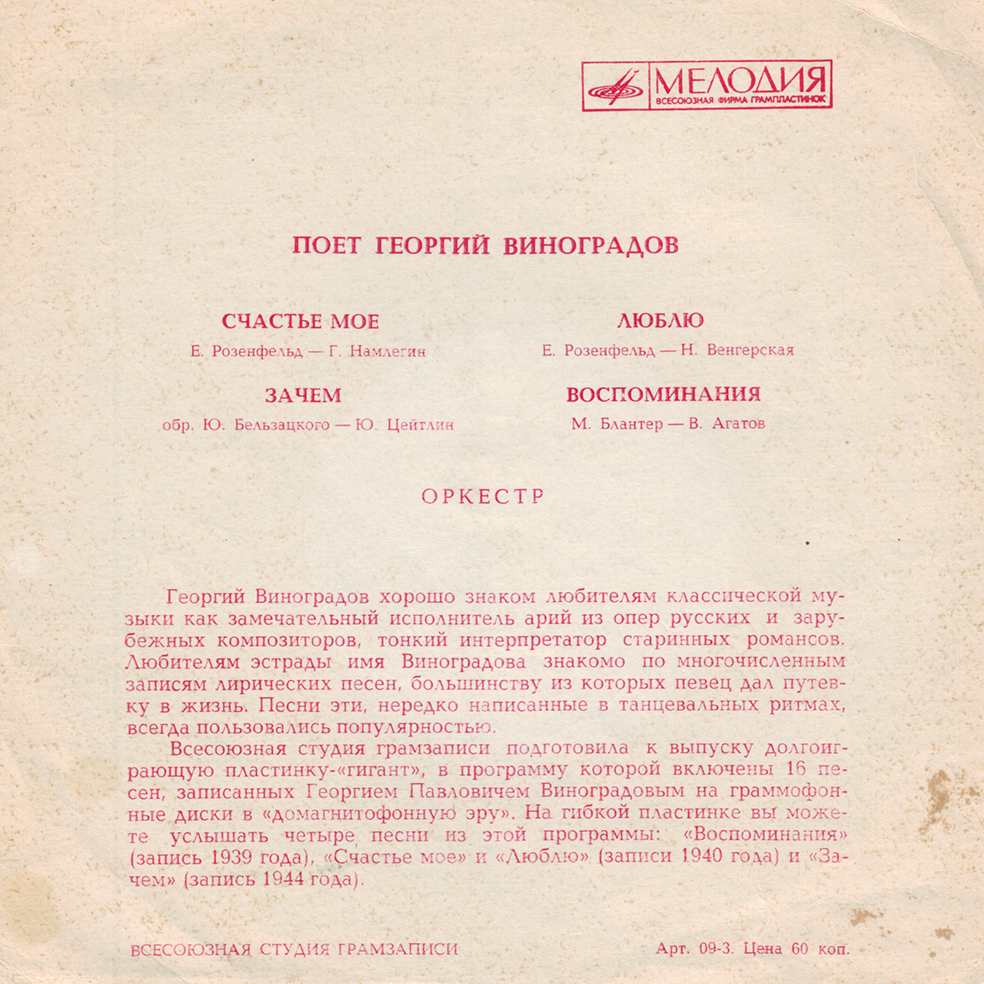 МЕЛОДИЯ
ВСЕСОЮЗНАЯ ФИРМА ГРАМПЛАСТИНОК
ПОЕТ ГЕОРГИЙ ВИНОГРАДОВ
СЧАСТЬЕ МОЕ
Е. Розенфельд — Г. Намлегин
ЗАЧЕМ
обр. Ю. Бельзацкого — Ю. Цейтлин
ЛЮБЛЮ
Е. Розенфельд — Н. Венгерская
ВОСПОМИНАНИЯ
М. Блантер — В. Агатов
ОРКЕСТР
Георгий Виноградов хорошо знаком любителям классической му-
зыки как замечательный исполнитель арий из опер русских и зару-
бежных композиторов, тонкий интерпретатор старинных романсов.
Любителям эстрады имя Виноградова знакомо по многочисленным
записям лирических песен, большинству из которых певец дал путев-
ку в жизнь. Песни эти, нередко написанные в танцевальных ритмах,
всегда пользовались популярностью.
Всесоюзная студия грамзаписи подготовила к выпуску долгоиг-
рающую пластинку-«гигант», в программу которой включены 16 пе-
сен, записанных Георгием Павловичем Виноградовым на граммофон-
ные диски в «домагнитофонную эру». На гибкой пластинке вы може-
те услышать четыре песни из этой программы: «Воспоминания»
(запись 1939 года), «Счастье мое» и «Люблю» (записи 1940 года) и «За-
чем» (запись 1944 года).
ВСЕСОЮЗНАЯ СТУДИЯ ГРАМЗАПИСИ
Арт. 09-3. Цена 60 коп.